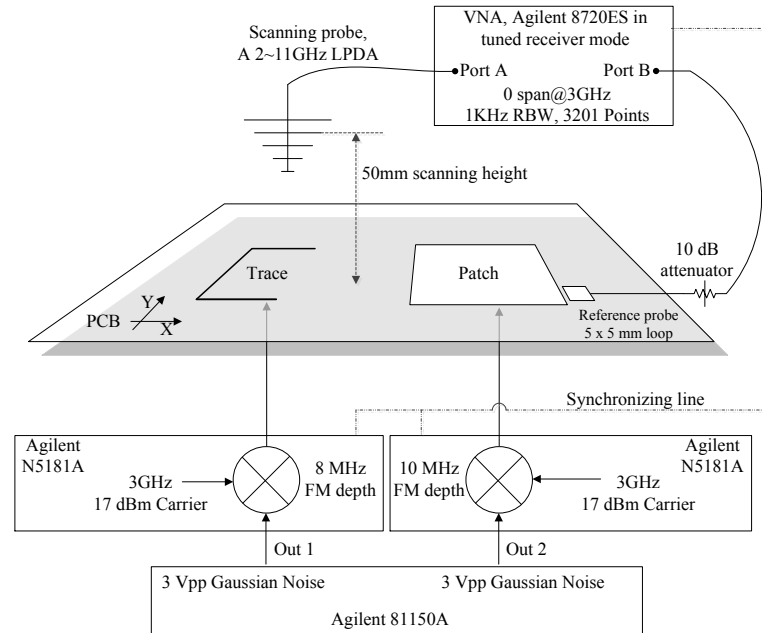 Scanning probe,
A 2~11GHz LPDA
VNA, Agilent 8720ES in
tuned receiver mode
Port A
Port B
0 span@3GHz
1KHz RBW, 3201 Points
50mm scanning height
10 dB
attenuator
Trace
Patch
Y
PCB
X
Reference probe
5 x 5 mm loop
Synchronizing line
Agilent
N5181A
8 MHz
FM depth
3GHz
17 dBm Carrier
10 MHz
FM depth
Agilent
N5181A
3GHz
17 dBm Carrier
Out 1
Out 2
3 Vpp Gaussian Noise
3 Vpp Gaussian Noise
Agilent 81150A